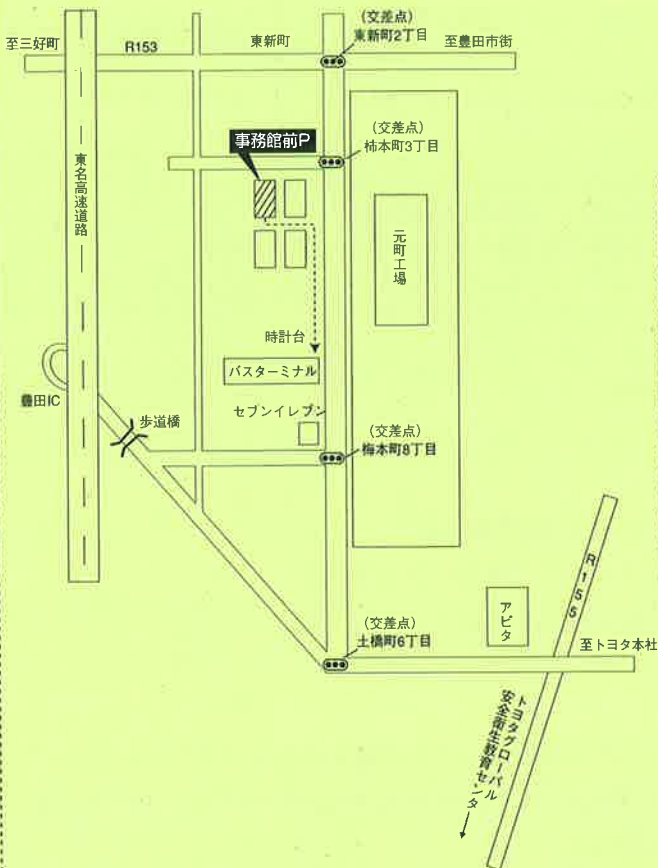 (交差点)
東新町2丁目
至三好町
R153
東新町
至豊田市街
事務館前P
(交差点)
柿本町3丁目
東名高速道路
元町工場
時計台
バスターミナル
豊田IC
セブンイレブン
歩道橋
(交差点)
梅本町8丁目
R155
アピタ
(交差点)
土橋町6丁目
至トヨタ本社
トヨタグローバル
安全衛生教育センタ